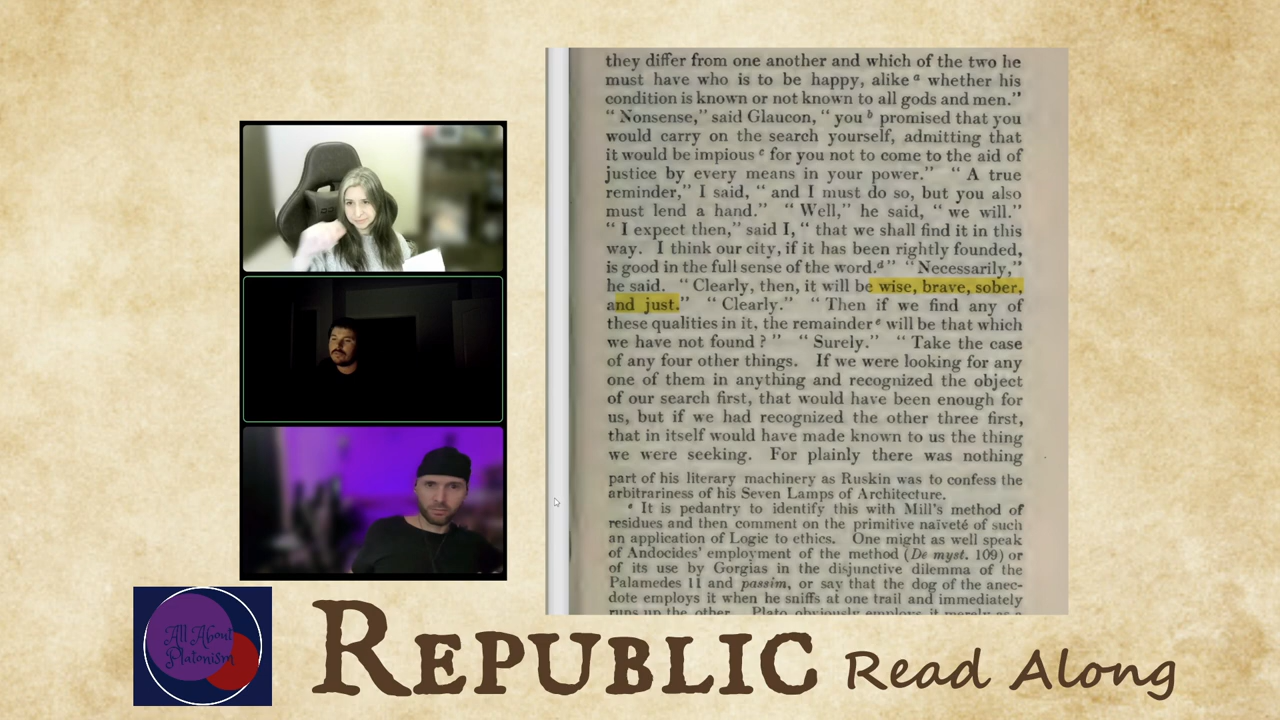 they differ from one another and which of the two he
must have who is to be happy, alike ᵃ whether his
condition is known or not known to all gods and men."
" Nonsense," said Glaucon, " you ᵇ promised that you
would carry on the search yourself, admitting that
it would be impious ᶜ for you not to come to the aid of
justice by every means in your power." " A true
reminder," I said, " and I must do so, but you also
must lend a hand." " Well," he said, " we will."
" I expect then," said I, " that we shall find it in this
way. I think our city, if it has been rightly founded,
is good in the full sense of the word.ᵈ" " Necessarily,"
he said. " Clearly, then, it will be wise, brave, sober,
and just." " Clearly." " Then if we find any of
these qualities in it, the remainder ᵉ will be that which
we have not found ? " " Surely." " Take the case
of any four other things. If we were looking for any
one of them in anything and recognized the object
of our search first, that would have been enough for
us, but if we had recognized the other three first,
that in itself would have made known to us the thing
we were seeking. For plainly there was nothing
part of his literary machinery as Ruskin was to confess the
arbitrariness of his Seven Lamps of Architecture.
ᵉ It is pedantry to identify this with Mill's method of
residues and then comment on the primitive naïveté of such
an application of Logic to ethics. One might as well speak
of Andocides' employment of the method (De myst. 109) or
of its use by Gorgias in the disjunctive dilemma of the
Palamedes 11 and passim, or say that the dog of the anec-
dote employs it when he sniffs at one trail and immediately
runs up the other. Plato obviously employs it merely as a
All About
Platonism
REPUBLIC Read Along